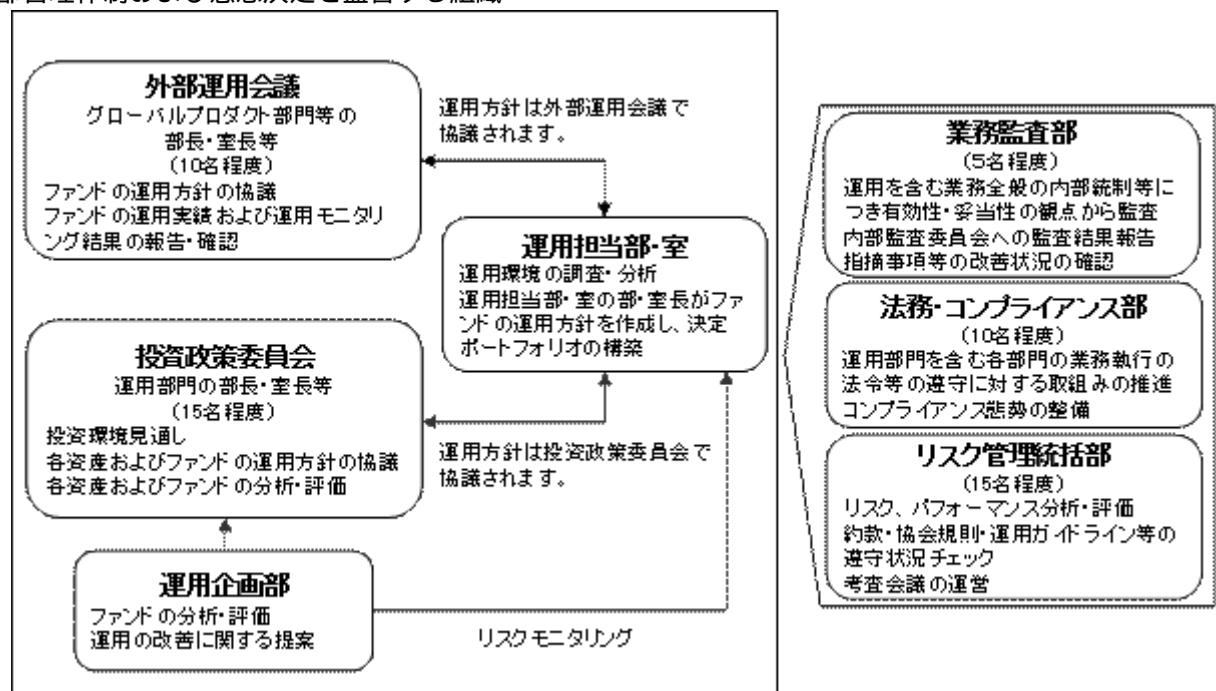 部管理体制および意思決定を監督する組織
外部運用会議
グローバルプロダクト部門等の
部長・室長等
(10名程度)
ファンドの運用方針の協議
ファンドの運用実績および運用モニタリ
ング結果の報告・確認
運用方針は外部運用会議で
協議されます。
運用担当部・室
運用環境の調査・分析
運用担当部・室の部・室長がファ
ンドの運用方針を作成し、決定
ポートフォリオの構築
投資政策委員会
運用部門の部長・室長等
(15名程度)
投資環境見通し
各資産およびファンドの運用方針の協議
各資産およびファンドの分析・評価
運用方針は投資政策委員会で
協議されます。
運用企画部
ファンドの分析・評価
運用の改善に関する提案
リスクモニタリング
業務監査部
(5名程度)
運用を含む業務全般の内部統制等に
つき有効性・妥当性の観点から監査
内部監査委員会への監査結果報告
指摘事項等の改善状況の確認
法務・コンプライアンス部
(10名程度)
運用部門を含む各部門の業務執行の
法令等の遵守に対する取組みの推進
コンプライアンス態勢の整備
リスク管理統括部
(15名程度)
リスク、パフォーマンス分析・評価
約款・協会規則・運用ガイドライン等の
遵守状況チェック
考査会議の運営